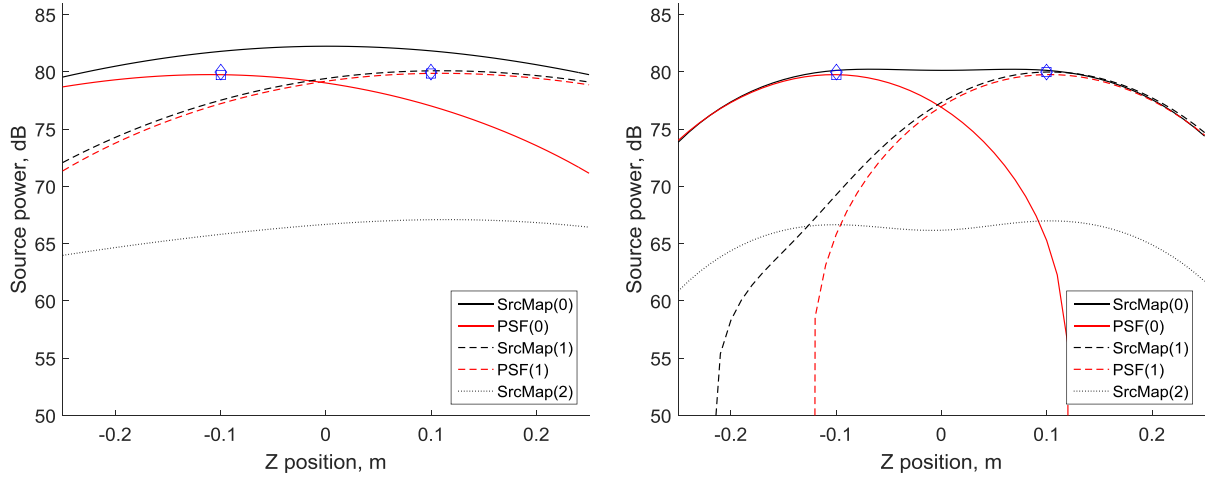 85
80
75
70
65
60
55
50
Source power, dB
-0.2
-0.1
0
0.1
0.2
Z position, m
SrcMap(0)
PSF(0)
SrcMap(1)
PSF(1)
SrcMap(2)
85
80
75
70
65
60
55
50
Source power, dB
-0.2
-0.1
0
0.1
0.2
Z position, m
SrcMap(0)
PSF(0)
SrcMap(1)
PSF(1)
SrcMap(2)